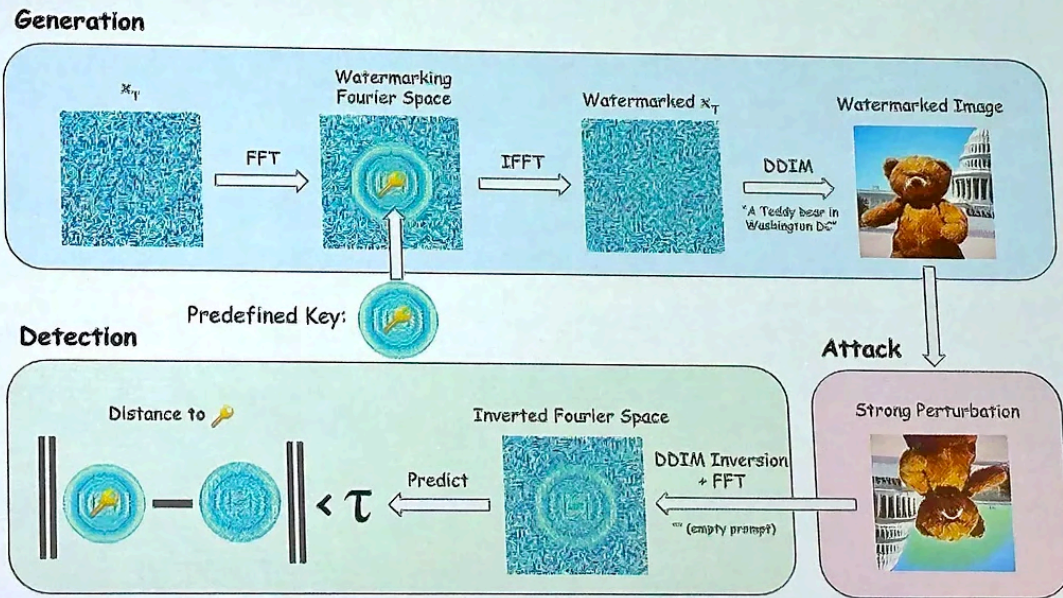 Generation
x_T
FFT
Watermarking
Fourier Space
IFFT
Watermarked x_T
DDIM
"A Teddy bear in
Washington DC"
Watermarked Image
Predefined Key:
Detection
Distance to
< τ
Predict
Inverted Fourier Space
DDIM Inversion
+ FFT
"" (empty prompt)
Attack
Strong Perturbation